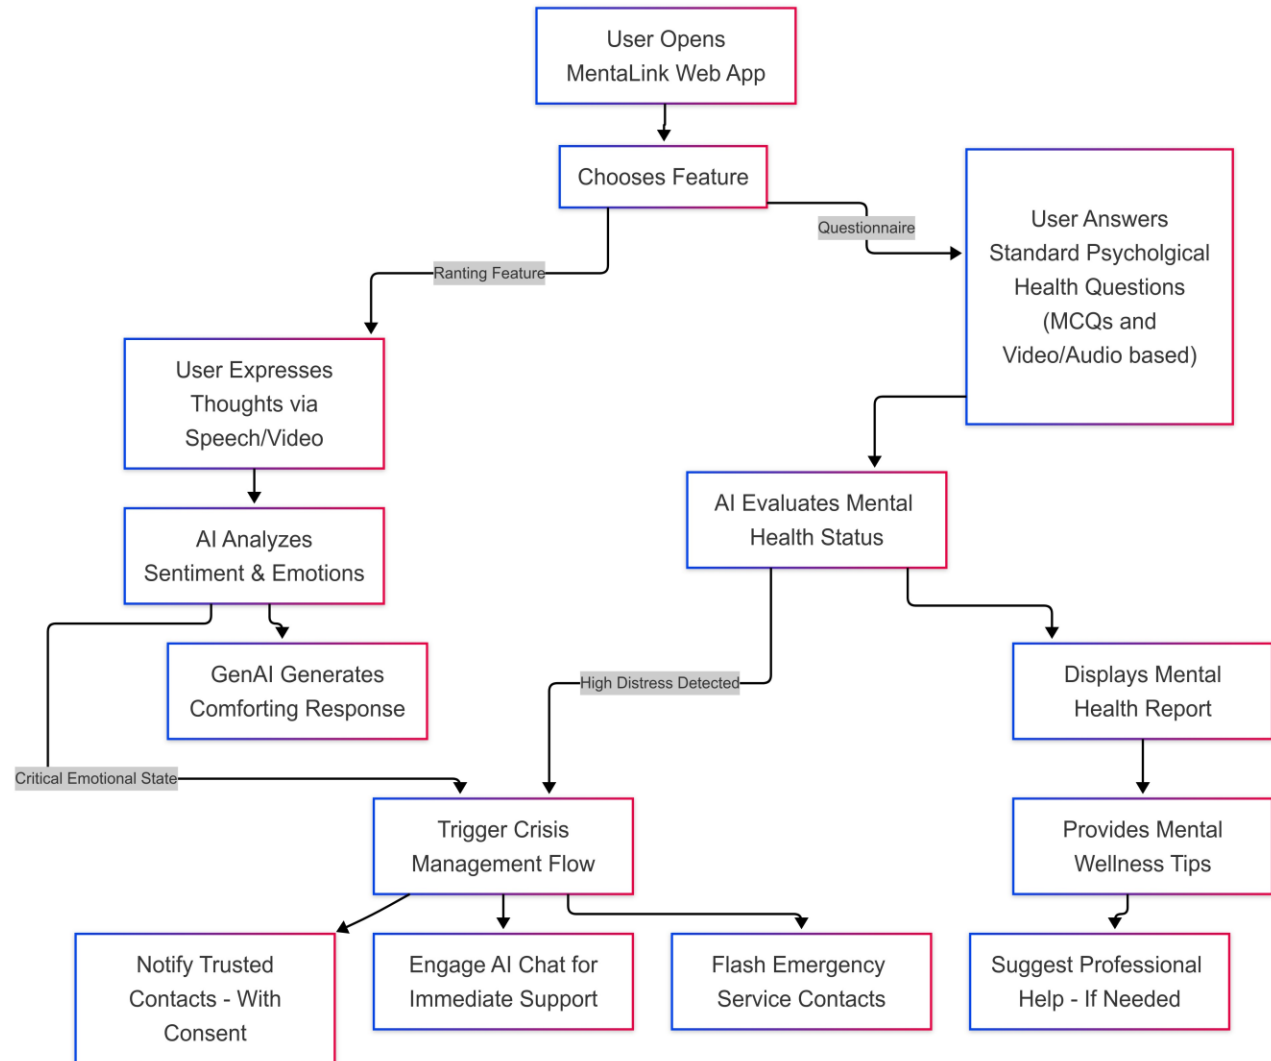 User Opens
MentaLink Web App
Chooses Feature
Questionnaire
User Answers
Standard Psycholgical
Health Questions
(MCQs and
Video/Audio based)
Ranting Feature
User Expresses
Thoughts via
Speech/Video
AI Analyzes
Sentiment & Emotions
AI Evaluates Mental
Health Status
GenAI Generates
Comforting Response
High Distress Detected
Displays Mental
Health Report
Critical Emotional State
Trigger Crisis
Management Flow
Provides Mental
Wellness Tips
Notify Trusted
Contacts - With
Consent
Engage AI Chat for
Immediate Support
Flash Emergency
Service Contacts
Suggest Professional
Help - If Needed